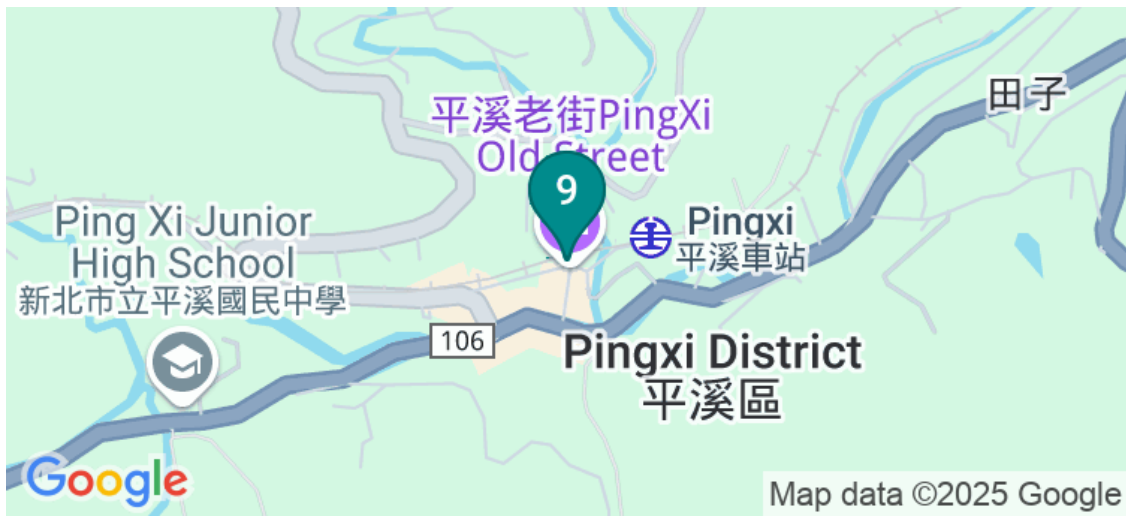 田子
平溪老街PingXi
Old Street
9
Ping Xi Junior
High School
新北市立平溪國民中學
Pingxi
平溪車站
106
Pingxi District
平溪區
Google
Map data ©2025 Google